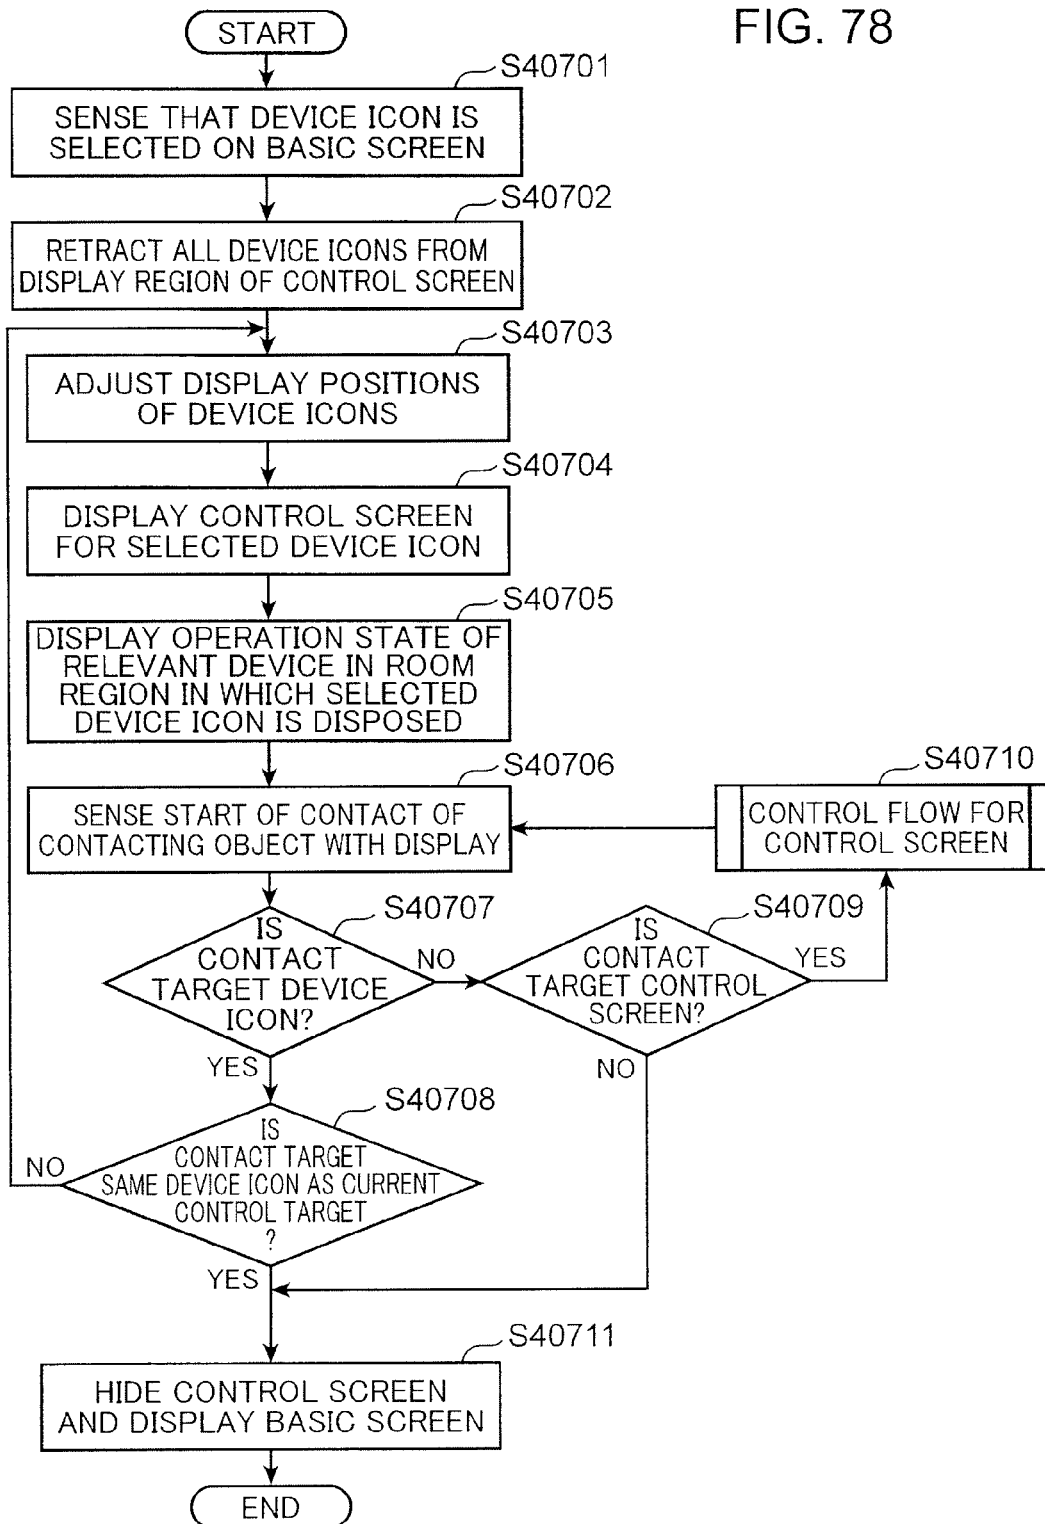 FIG. 78
START
S40701
SENSE THAT DEVICE ICON IS
SELECTED ON BASIC SCREEN
S40702
RETRACT ALL DEVICE ICONS FROM
DISPLAY REGION OF CONTROL SCREEN
S40703
ADJUST DISPLAY POSITIONS
OF DEVICE ICONS
S40704
DISPLAY CONTROL SCREEN
FOR SELECTED DEVICE ICON
S40705
DISPLAY OPERATION STATE OF
RELEVANT DEVICE IN ROOM
REGION IN WHICH SELECTED
DEVICE ICON IS DISPOSED
S40706
SENSE START OF CONTACT OF
CONTACTING OBJECT WITH DISPLAY
S40710
CONTROL FLOW FOR
CONTROL SCREEN
S40707
IS
CONTACT
TARGET DEVICE
ICON?
NO
YES
S40709
IS
CONTACT
TARGET CONTROL
SCREEN?
YES
NO
S40708
IS
CONTACT TARGET
SAME DEVICE ICON AS CURRENT
CONTROL TARGET
?
NO
YES
S40711
HIDE CONTROL SCREEN
AND DISPLAY BASIC SCREEN
END